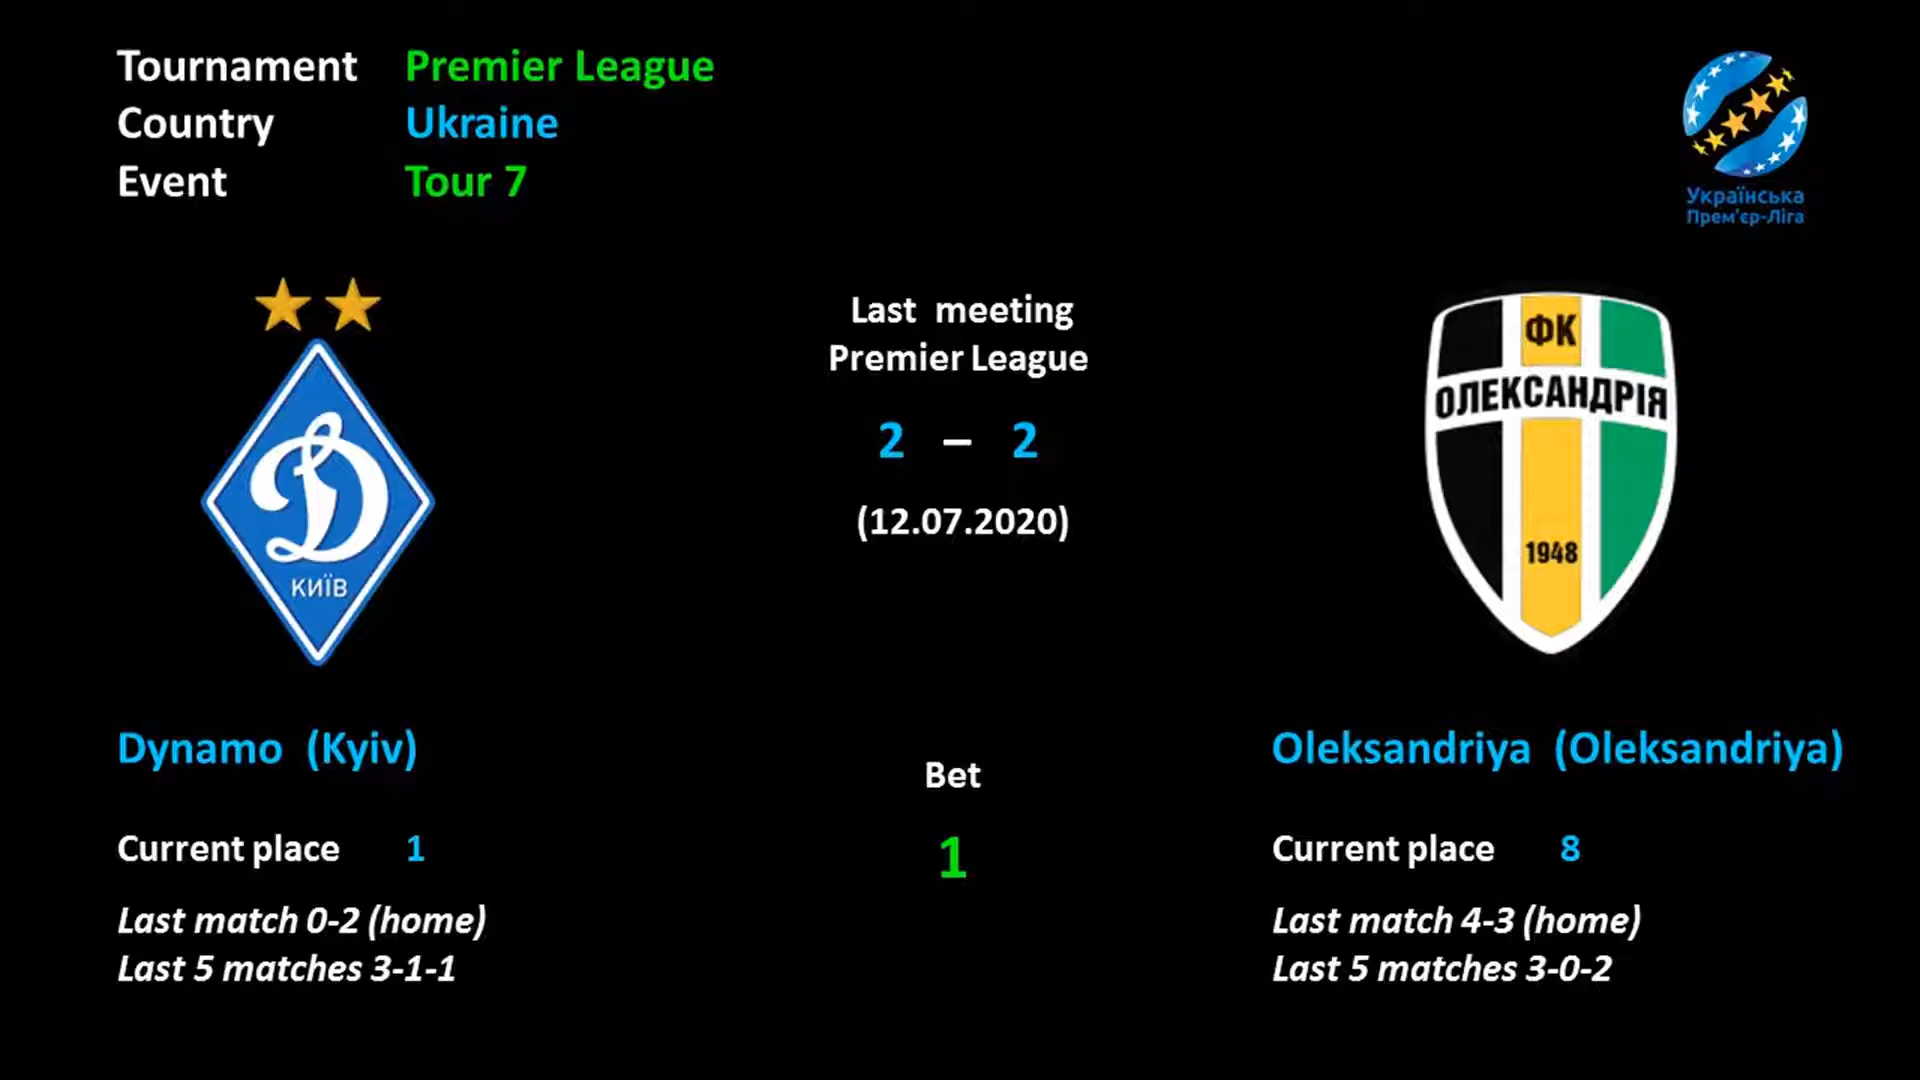 Tournament Premier League
Country Ukraine
Event Tour 7
Українська
Прем'єр-Ліга
Last meeting
Premier League
2 – 2
(12.07.2020)
КИЇВ
ФК
ОЛЕКСАНДРІЯ
1948
Dynamo (Kyiv)
Current place 1
Last match 0-2 (home)
Last 5 matches 3-1-1
Bet
1
Oleksandriya (Oleksandriya)
Current place 8
Last match 4-3 (home)
Last 5 matches 3-0-2